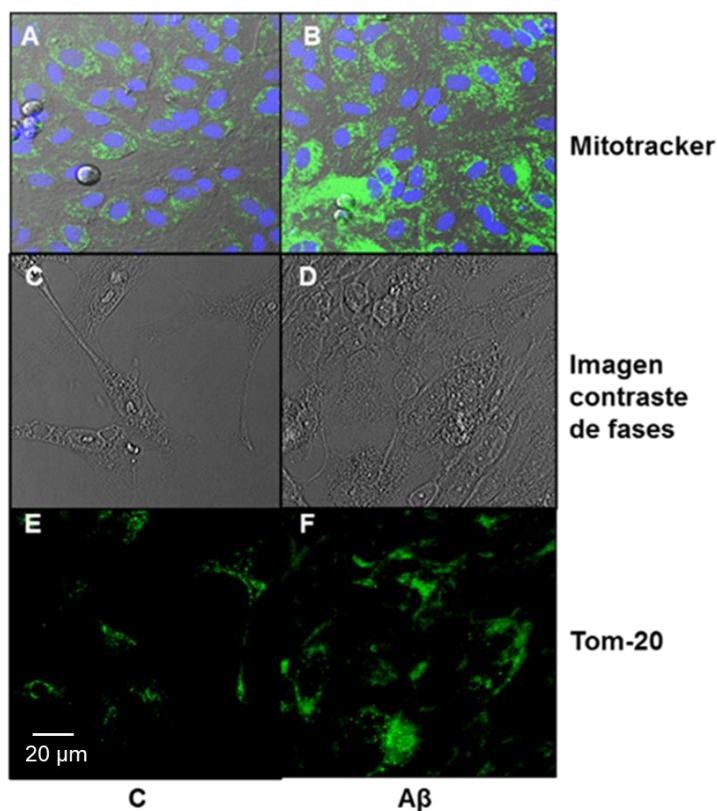 A
B
Mitotracker
C
D
Imagen
contraste
de fases
E
F
Tom-20
20 µm
C
Aβ